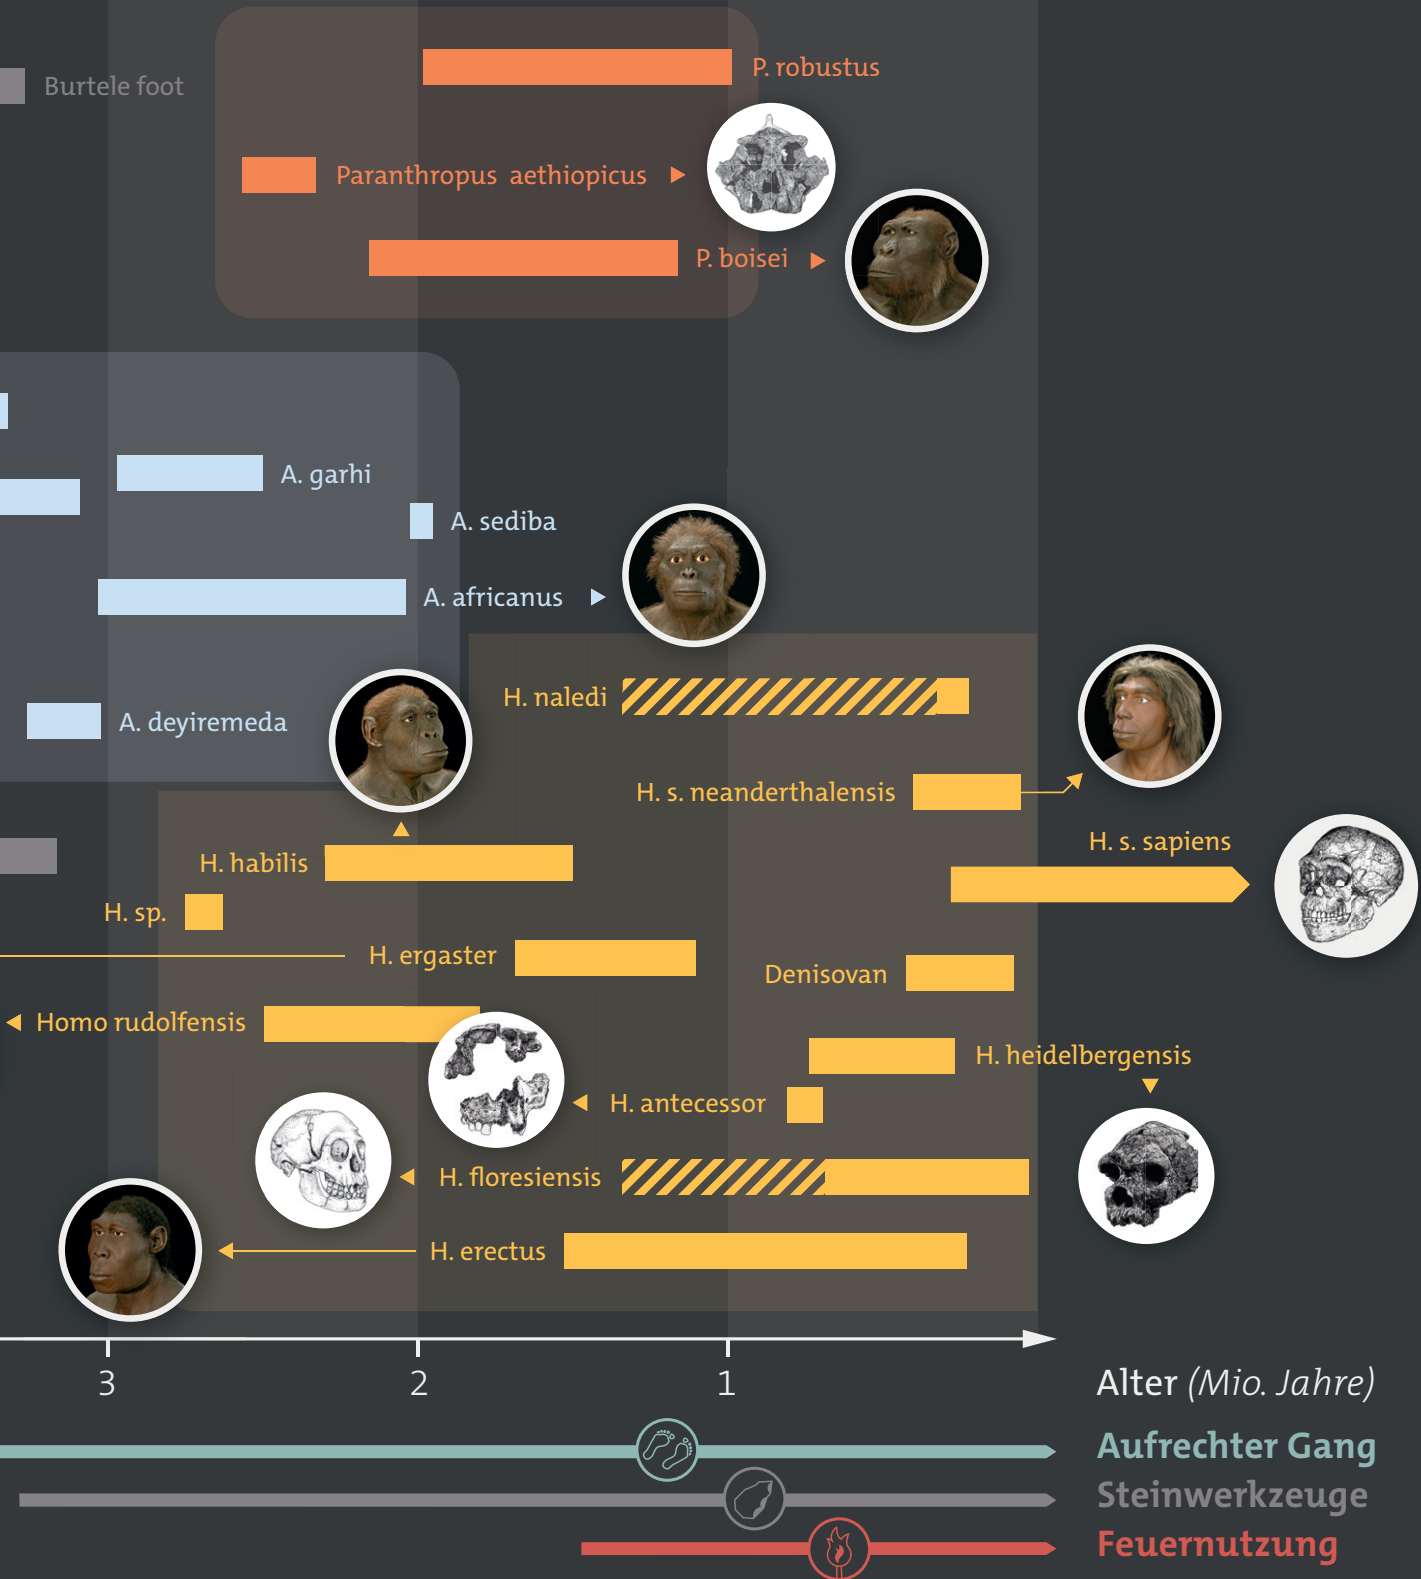 P. robustus
Burtele foot
Paranthropus aethiopicus
P. boisei
A. garhi
A. sediba
A. africanus
H. naledi
A. deyiremeda
H. s. neanderthalensis
H. s. sapiens
H. habilis
H. sp.
H. ergaster
Denisovan
Homo rudolfensis
H. heidelbergensis
H. antecessor
H. floresiensis
H. erectus
3 2 1
Alter (Mio. Jahre)
Aufrechter Gang
Steinwerkzeuge
Feuernutzung